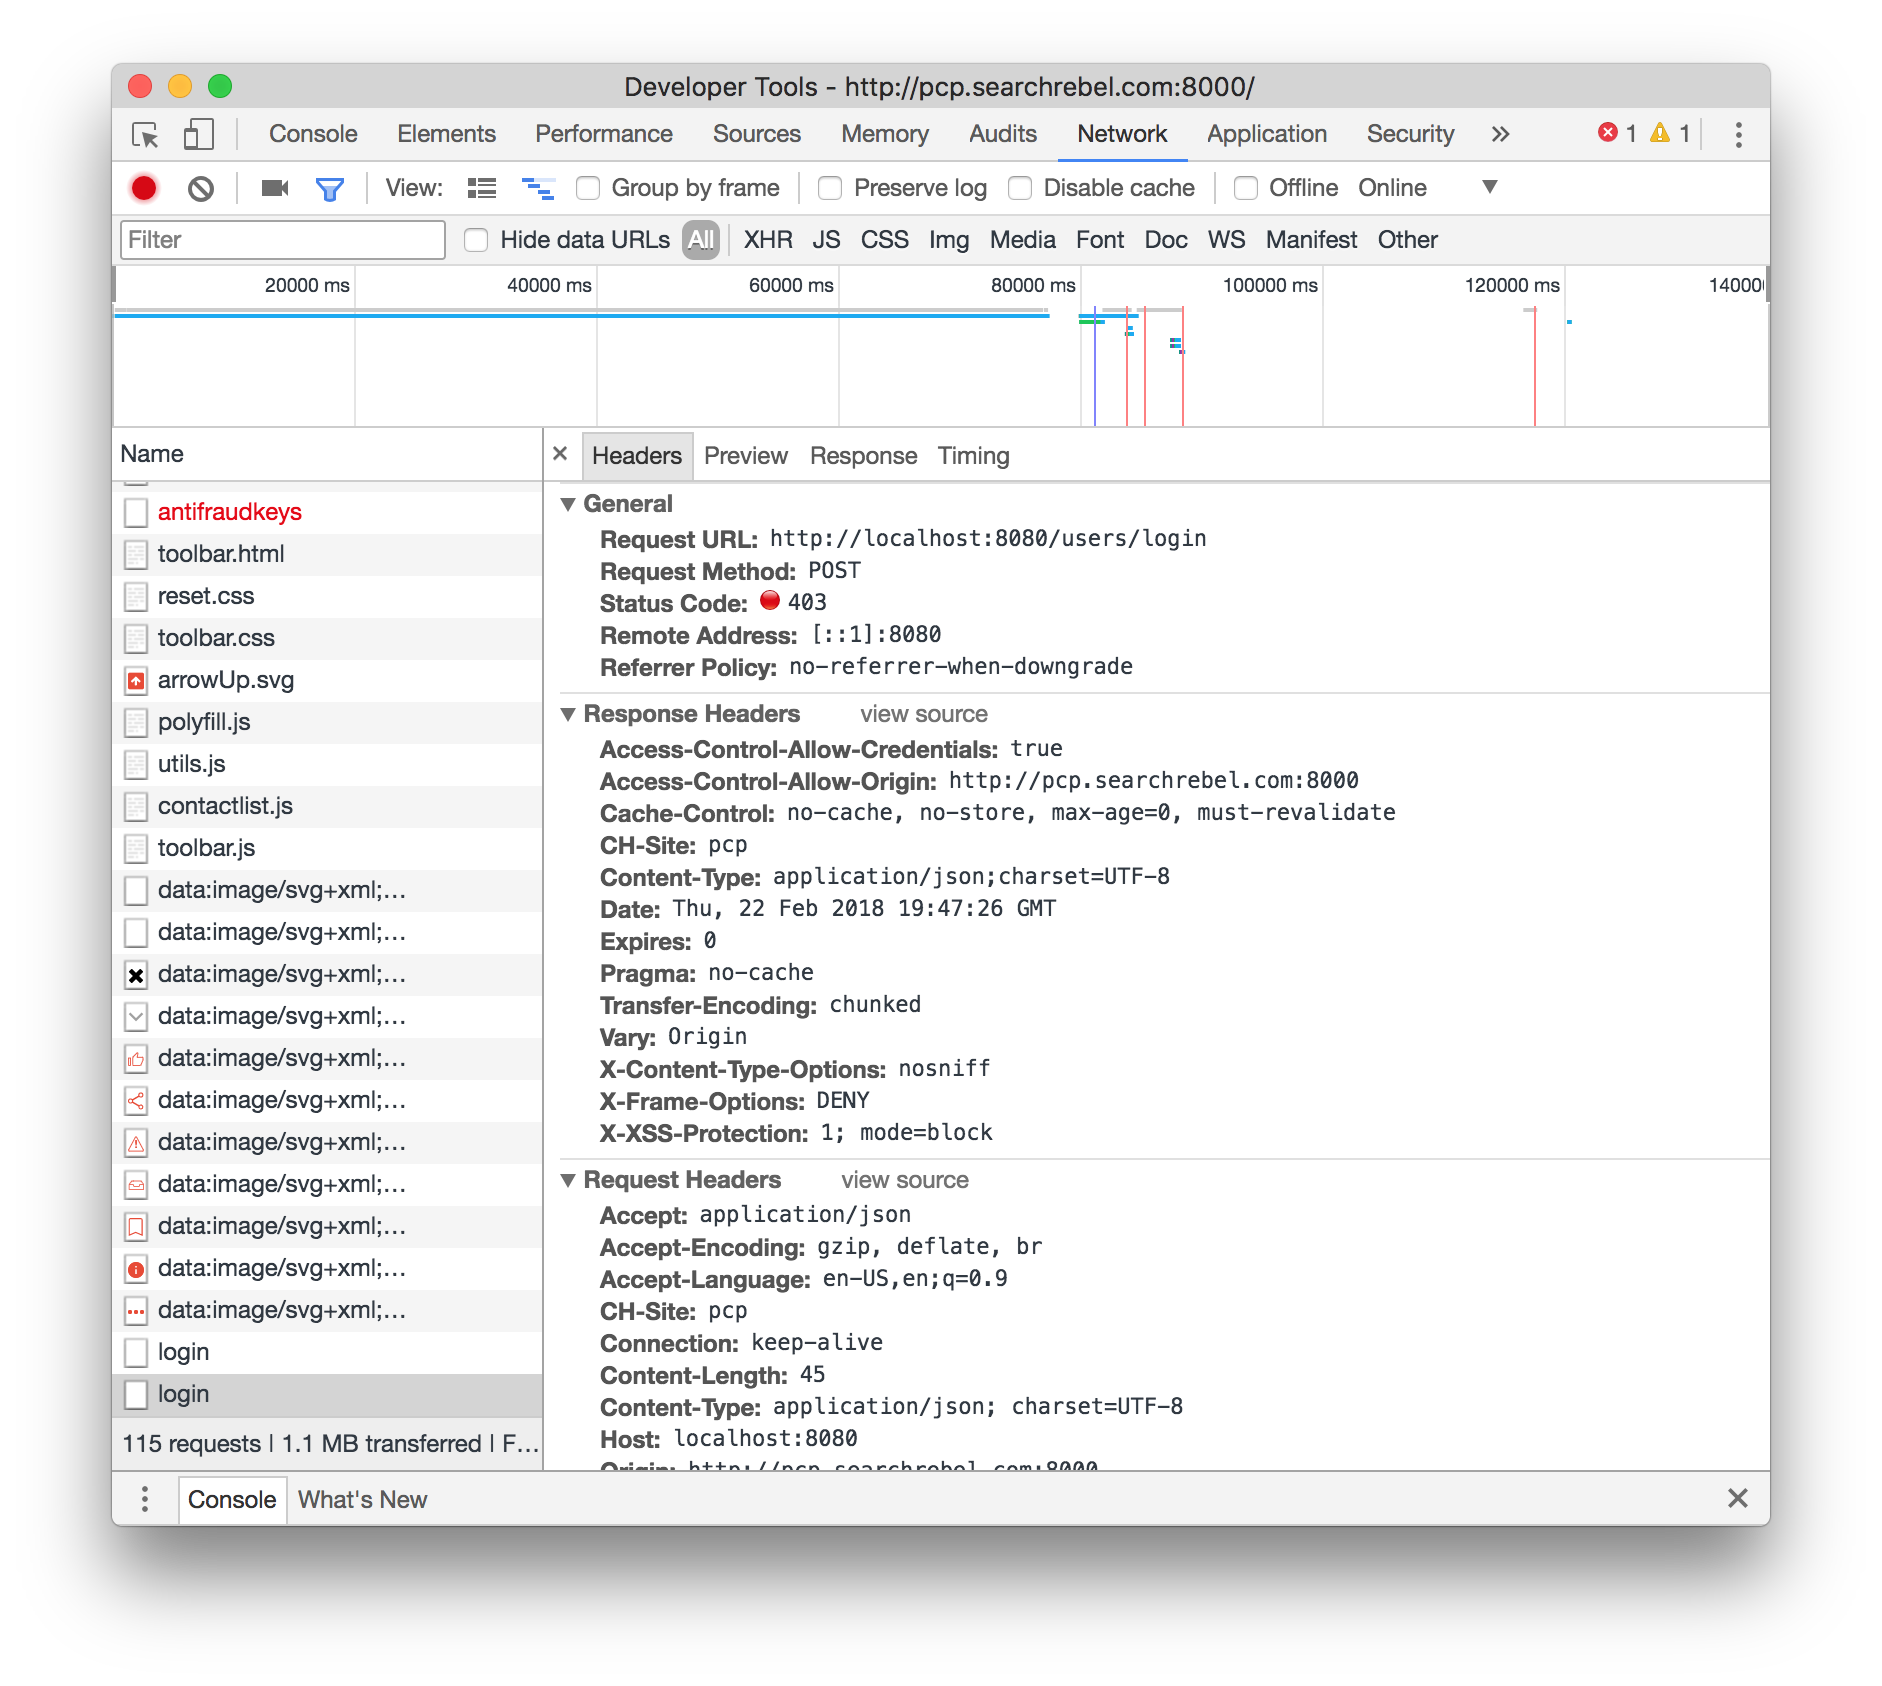 Developer Tools - http://pcp.searchrebel.com:8000/
Console Elements Performance Sources Memory Audits Network Application Security » 1 1
View: Group by frame Preserve log Disable cache Offline Online
Filter Hide data URLs All XHR JS CSS Img Media Font Doc WS Manifest Other
20000 ms 40000 ms 60000 ms 80000 ms 100000 ms 120000 ms
Name
antifraudkeys
toolbar.html
reset.css
toolbar.css
arrowUp.svg
polyfill.js
utils.js
contactlist.js
toolbar.js
data:image/svg+xml;…
data:image/svg+xml;…
data:image/svg+xml;…
data:image/svg+xml;…
data:image/svg+xml;…
data:image/svg+xml;…
data:image/svg+xml;…
data:image/svg+xml;…
data:image/svg+xml;…
data:image/svg+xml;…
data:image/svg+xml;…
login
login
115 requests | 1.1 MB transferred | F…
× Headers Preview Response Timing
General
Request URL: http://localhost:8080/users/login
Request Method: POST
Status Code: 403
Remote Address: [::1]:8080
Referrer Policy: no-referrer-when-downgrade
Response Headers view source
Access-Control-Allow-Credentials: true
Access-Control-Allow-Origin: http://pcp.searchrebel.com:8000
Cache-Control: no-cache, no-store, max-age=0, must-revalidate
CH-Site: pcp
Content-Type: application/json;charset=UTF-8
Date: Thu, 22 Feb 2018 19:47:26 GMT
Expires: 0
Pragma: no-cache
Transfer-Encoding: chunked
Vary: Origin
X-Content-Type-Options: nosniff
X-Frame-Options: DENY
X-XSS-Protection: 1; mode=block
Request Headers view source
Accept: application/json
Accept-Encoding: gzip, deflate, br
Accept-Language: en-US,en;q=0.9
CH-Site: pcp
Connection: keep-alive
Content-Length: 45
Content-Type: application/json; charset=UTF-8
Host: localhost:8080
Origin: http://pcp.searchrebel.com:8000
Console What's New